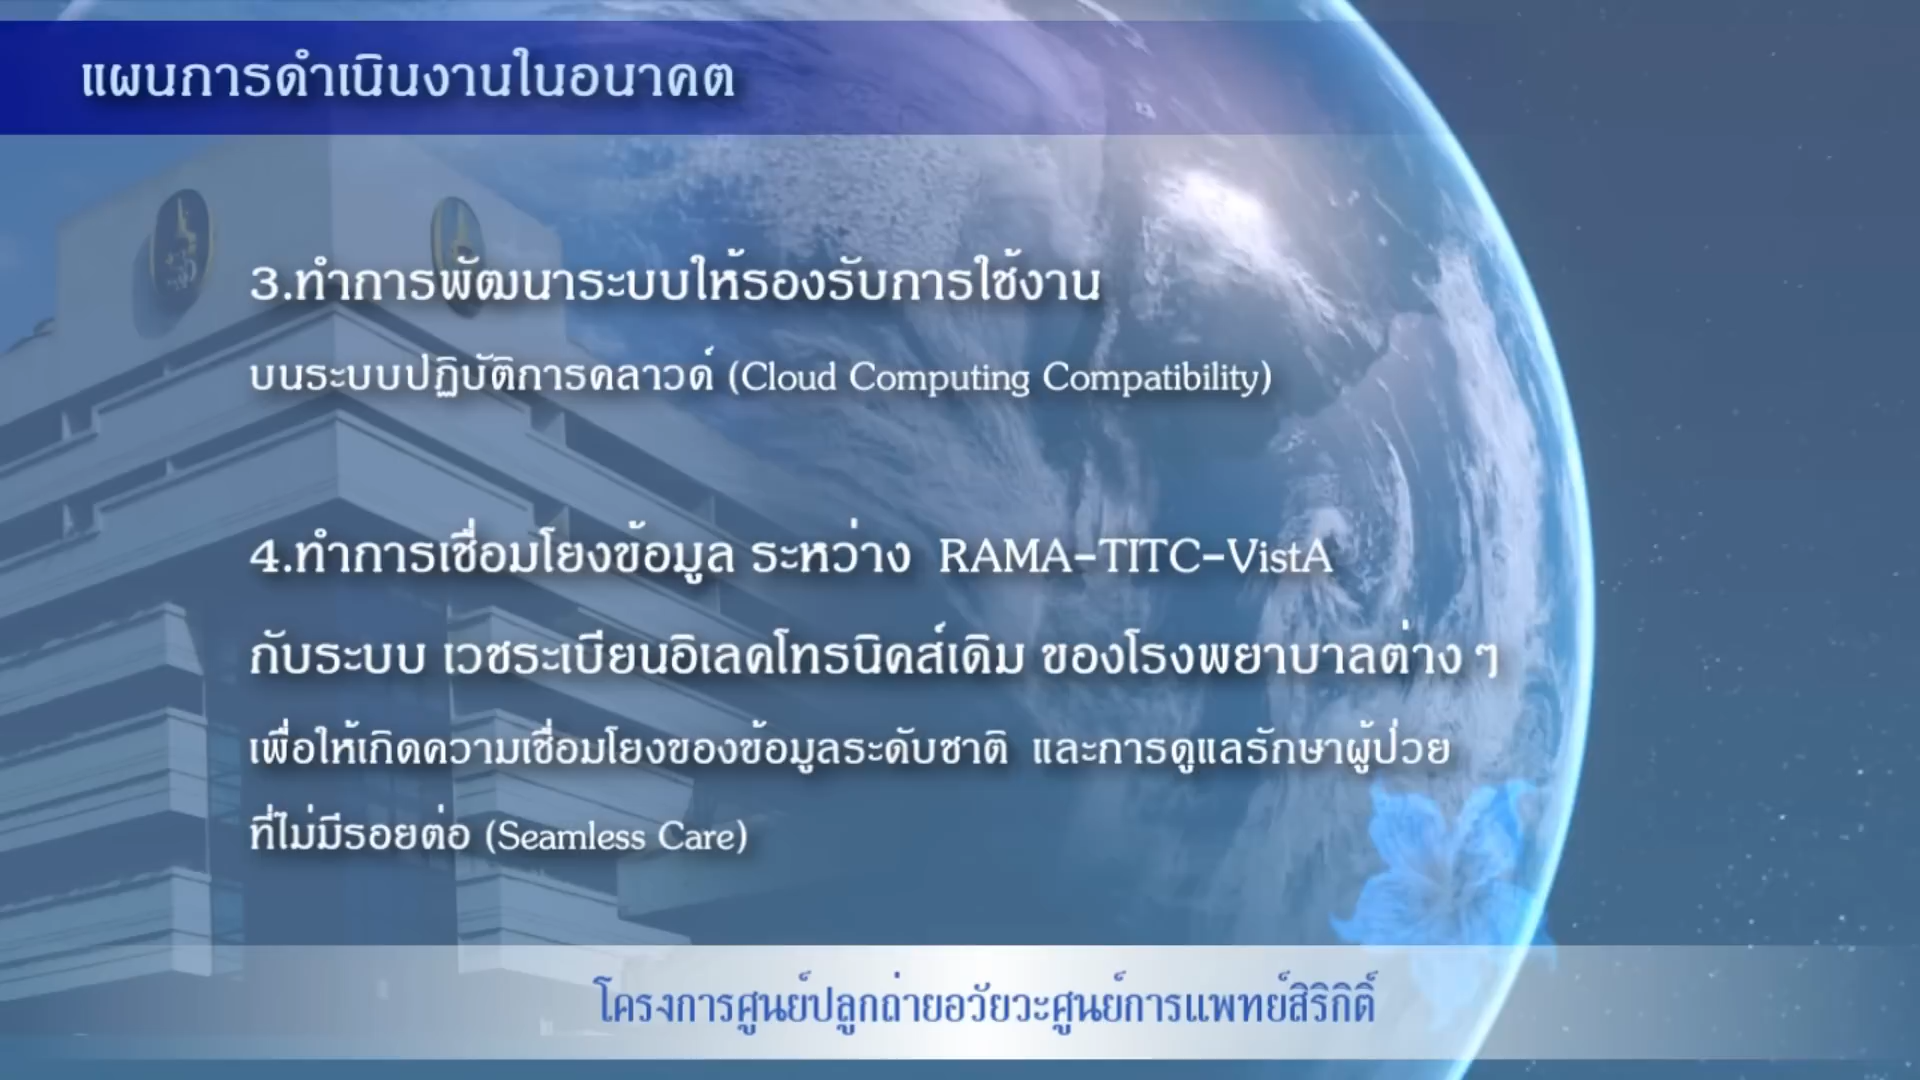 แผนการดำเนินงานในอนาคต
3.ทำการพัฒนาระบบให้รองรับการใช้งาน
บนระบบปฏิบัติการคลาวด์ (Cloud Computing Compatibility)
4.ทำการเชื่อมโยงข้อมูล ระหว่าง RAMA-TITC-VistA
กับระบบ เวชระเบียนอิเลคโทรนิคส์เดิม ของโรงพยาบาลต่าง ๆ
เพื่อให้เกิดความเชื่อมโยงของข้อมูลระดับชาติ และการดูแลรักษาผู้ป่วย
ที่ไม่มีรอยต่อ (Seamless Care)
โครงการศูนย์ปลูกถ่ายอวัยวะศูนย์การแพทย์สิริกิติ์